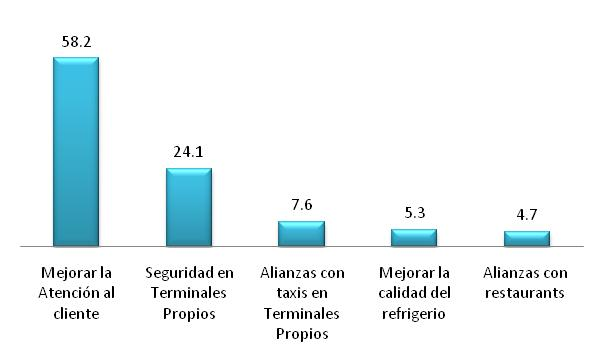 58.2
24.1
7.6
5.3
4.7
Mejorar la
Atención al
cliente
Seguridad en
Terminales
Propios
Alianzas con
taxis en
Terminales
Propios
Mejorar la
calidad del
refrigerio
Alianzas con
restaurants